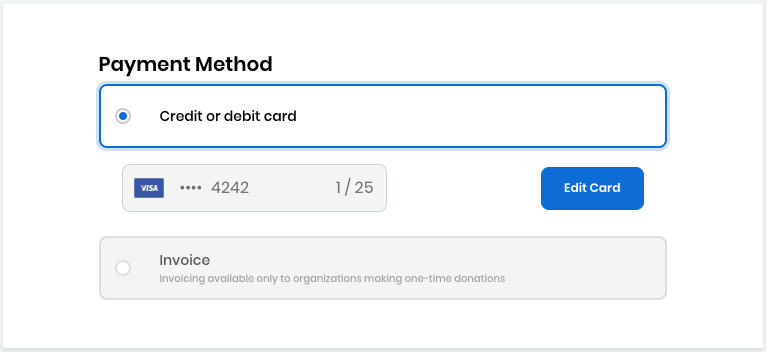 Payment Method
Credit or debit card
VISA •••• 4242 1 / 25
Edit Card
Invoice
Invoicing available only to organizations making one-time donations